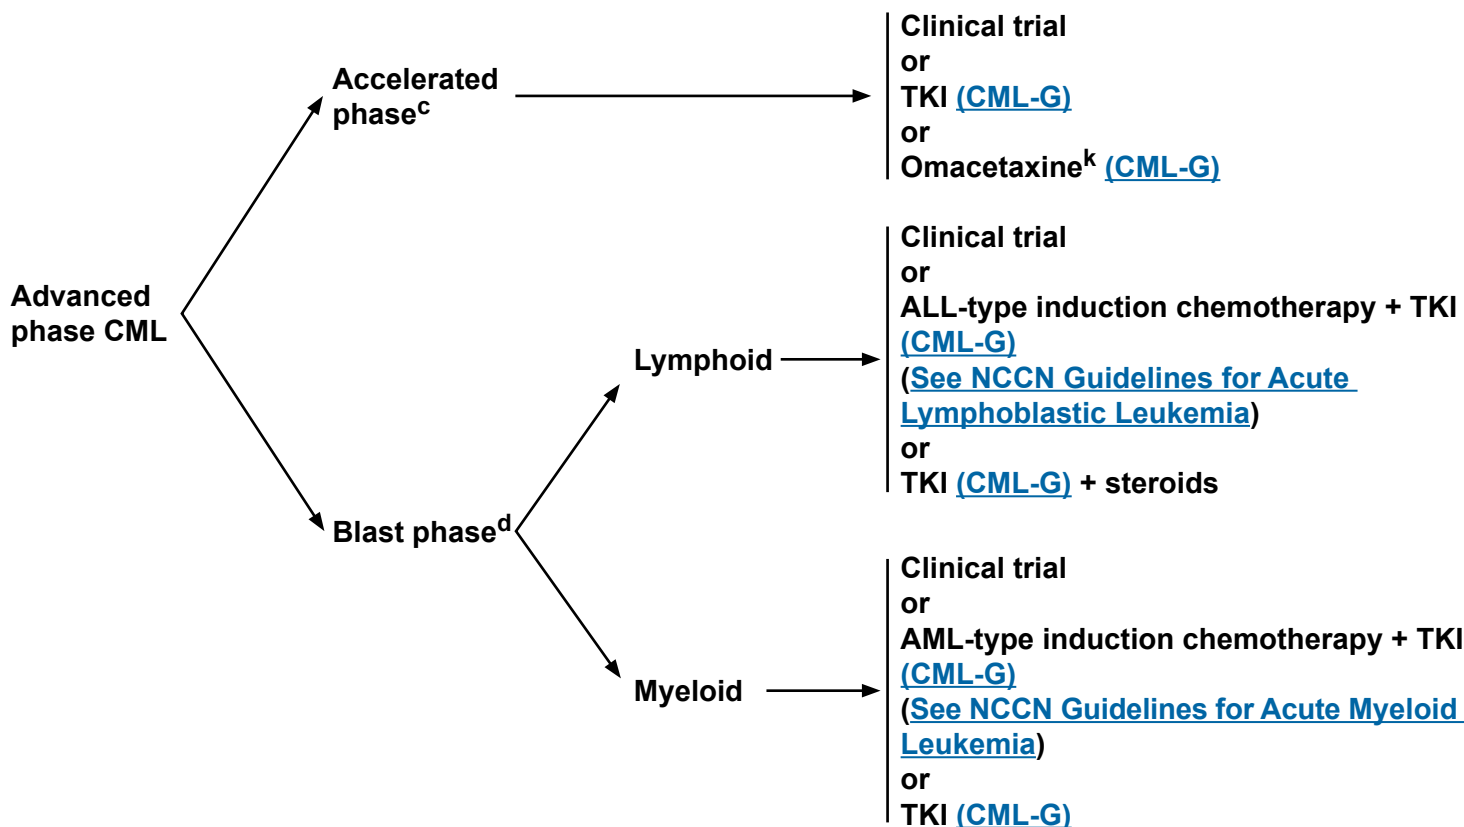 Advanced
phase CML
Accelerated
phaseᶜ
Clinical trial
or
TKI (CML-G)
or
Omacetaxineᵏ (CML-G)
Blast phaseᵈ
Lymphoid
Clinical trial
or
ALL-type induction chemotherapy + TKI
(CML-G)
(See NCCN Guidelines for Acute
Lymphoblastic Leukemia)
or
TKI (CML-G) + steroids
Myeloid
Clinical trial
or
AML-type induction chemotherapy + TKI
(CML-G)
(See NCCN Guidelines for Acute Myeloid
Leukemia)
or
TKI (CML-G)